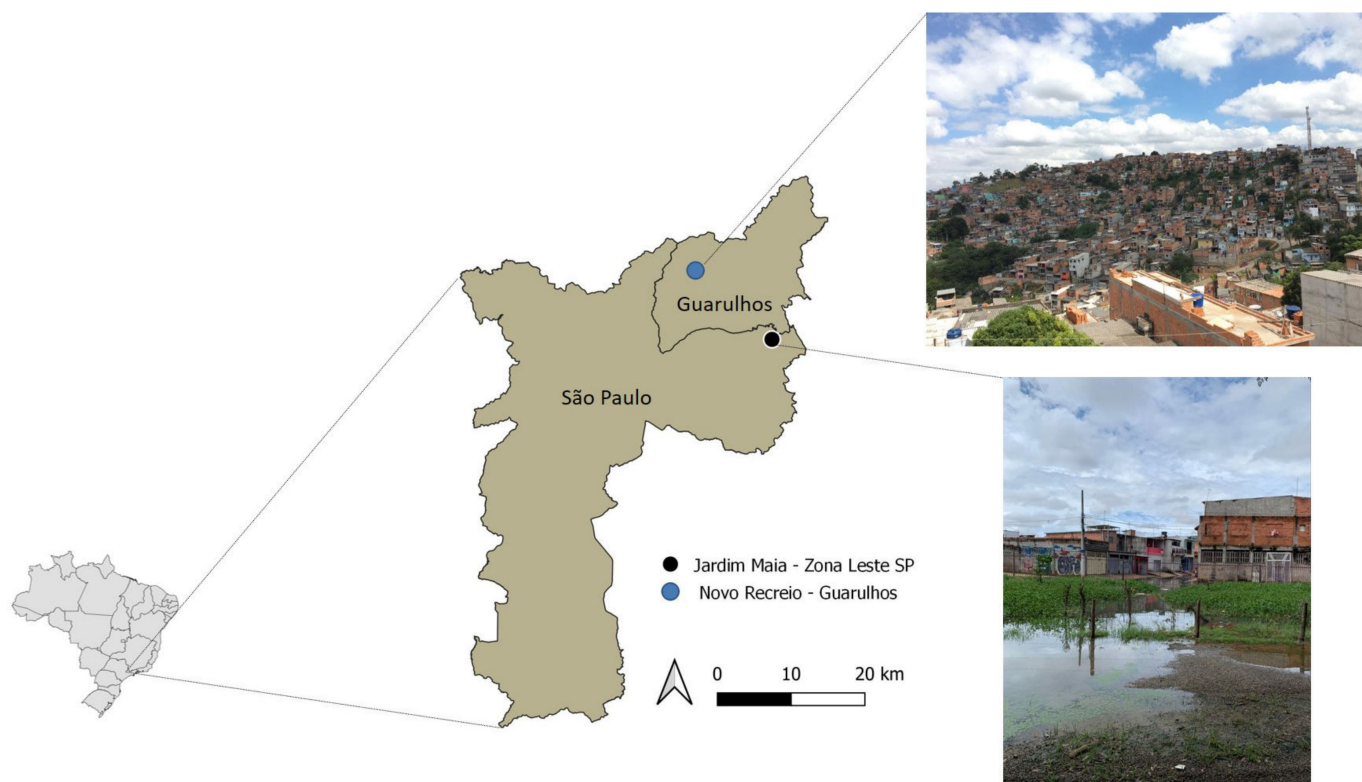 Guarulhos
São Paulo
Jardim Maia - Zona Leste SP
Novo Recreio - Guarulhos
0 10 20 km